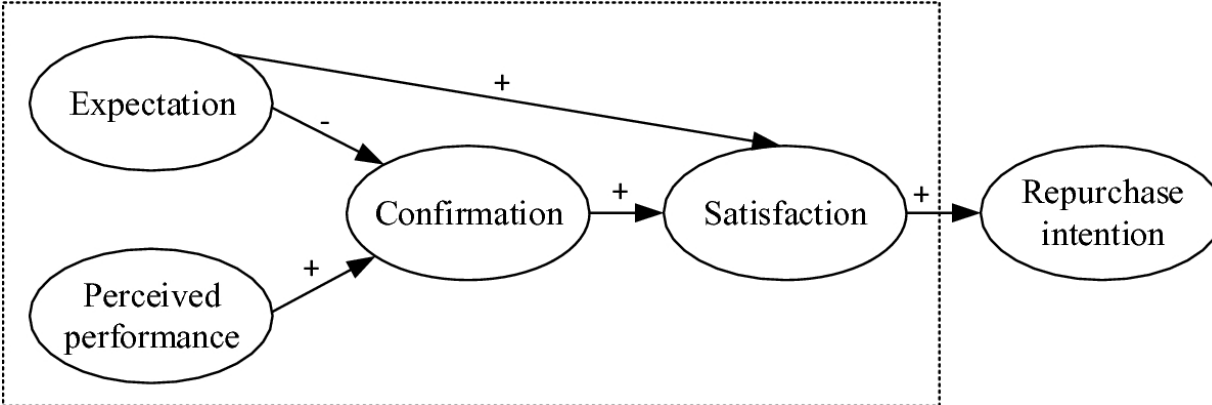 Expectation
+
-
Confirmation
+
Satisfaction
+
Repurchase
intention
+
Perceived
performance